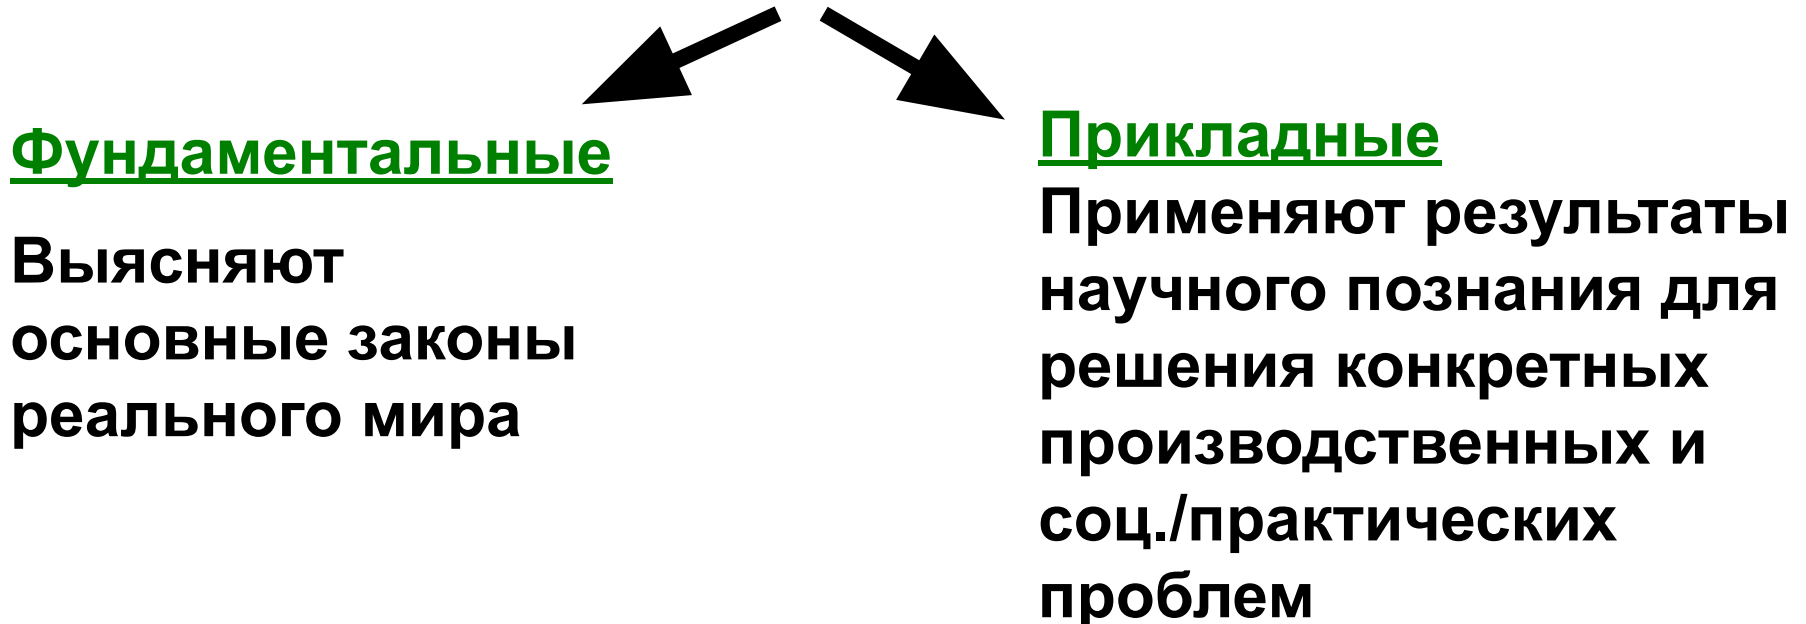 Фундаментальные
Выясняют
основные законы
реального мира
Прикладные
Применяют результаты
научного познания для
решения конкретных
производственных и
соц./практических
проблем